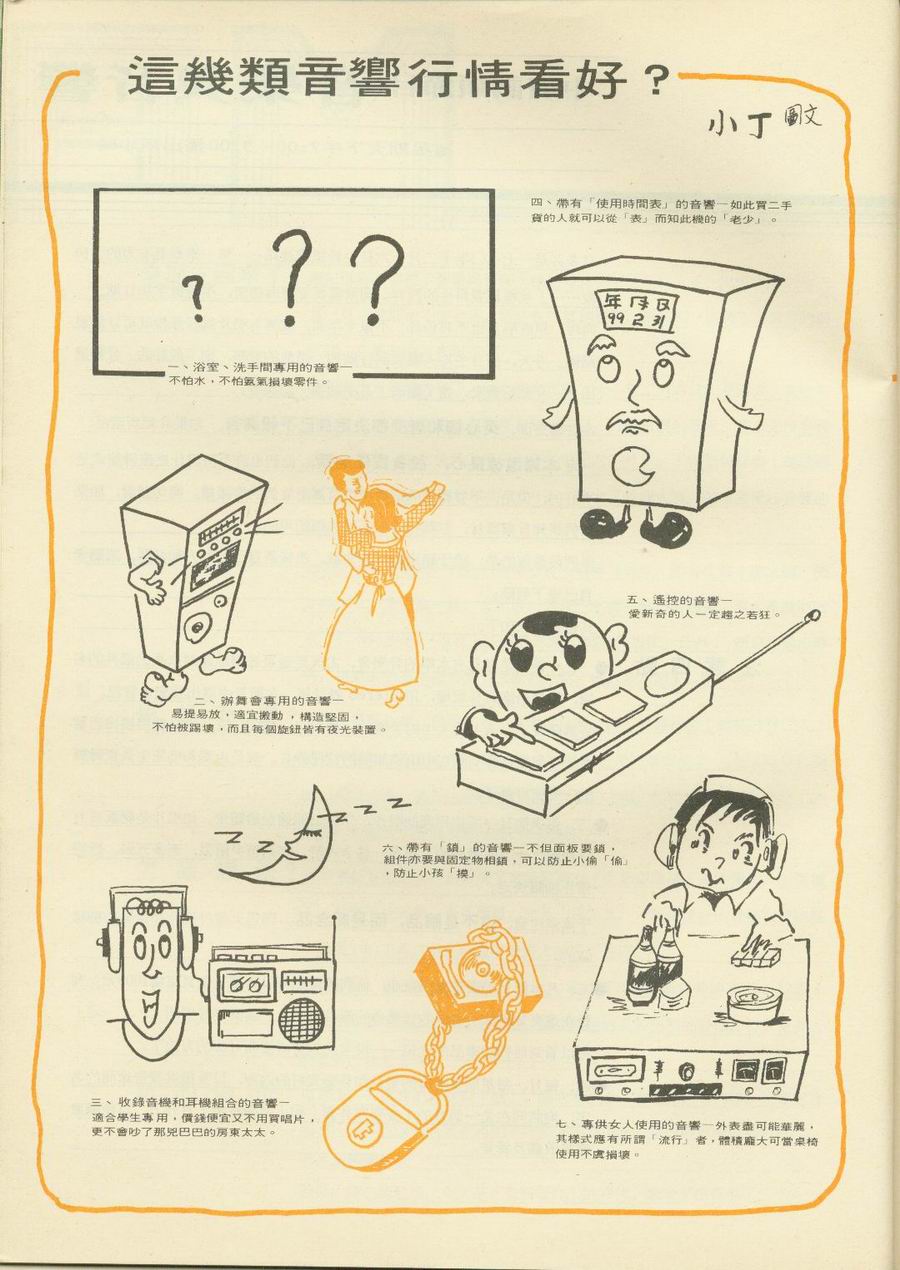 這幾類音響行情看好？
小丁 圖文
一、浴室、洗手間專用的音響─
不怕水，不怕氨氣損壞零件。
二、辦舞會專用的音響─
易提易放，適宜搬動，構造堅固，
不怕被踢壞，而且每個旋鈕皆有夜光裝置。
三、收錄音機和耳機組合的音響─
適合學生專用，價錢便宜又不用買唱片，
更不會吵了那兇巴巴的房東太太。
四、帶有「使用時間表」的音響─如此買二手
貨的人就可以從「表」而知此機的「老少」。
年月日
99 2 31
五、遙控的音響─
愛新奇的人一定趨之若狂。
z z z z z z
六、帶有「鎖」的音響─不但面板要鎖，
組件亦要與固定物相鎖，可以防止小偷「偷」
，防止小孩「摸」。
七、專供女人使用的音響─外表盡可能華麗，
其樣式應有所謂「流行」者，體積龐大可當桌椅
使用不虞損壞。